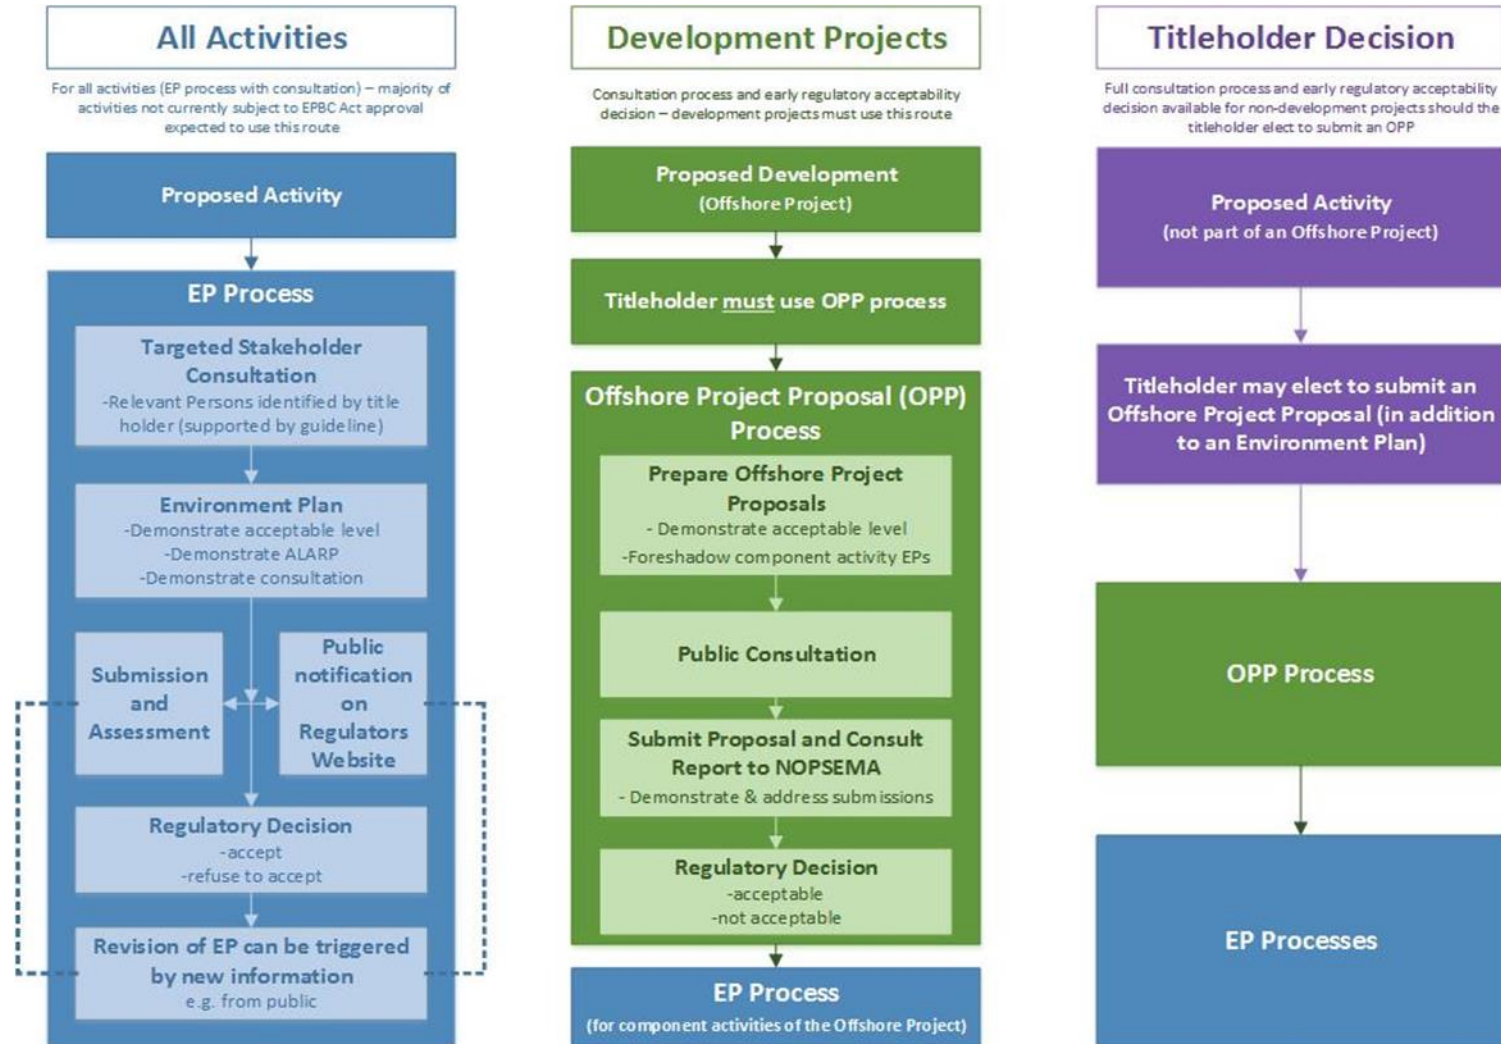 All Activities
For all activities (EP process with consultation) – majority of
activities not currently subject to EPBC Act approval
expected to use this route
Proposed Activity
EP Process
Targeted Stakeholder
Consultation
-Relevant Persons identified by title
holder (supported by guideline)
Environment Plan
-Demonstrate acceptable level
-Demonstrate ALARP
-Demonstrate consultation
Submission
and
Assessment
Public
notification
on
Regulators
Website
Regulatory Decision
-accept
-refuse to accept
Revision of EP can be triggered
by new information
e.g. from public
Development Projects
Consultation process and early regulatory acceptability
decision – development projects must use this route
Proposed Development
(Offshore Project)
Titleholder must use OPP process
Offshore Project Proposal (OPP)
Process
Prepare Offshore Project
Proposals
- Demonstrate acceptable level
-Foreshadow component activity EPs
Public Consultation
Submit Proposal and Consult
Report to NOPSEMA
- Demonstrate & address submissions
Regulatory Decision
-acceptable
-not acceptable
EP Process
(for component activities of the Offshore Project)
Titleholder Decision
Full consultation process and early regulatory acceptability
decision available for non-development projects should the
titleholder elect to submit an OPP
Proposed Activity
(not part of an Offshore Project)
Titleholder may elect to submit an
Offshore Project Proposal (in addition
to an Environment Plan)
OPP Process
EP Processes